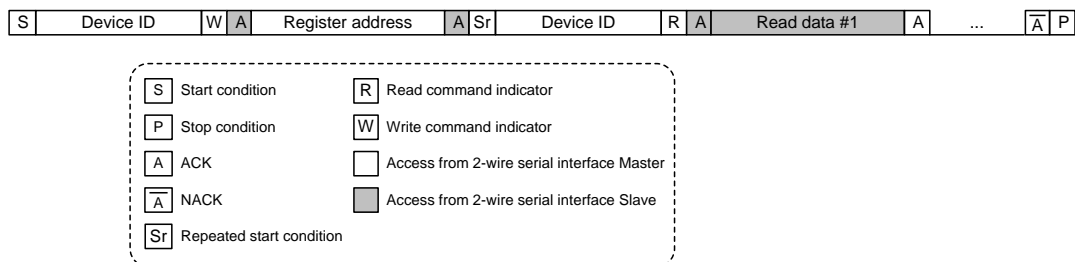 S Device ID W A Register address A Sr Device ID R A Read data #1 A ... A̅ P
S Start condition R Read command indicator
P Stop condition W Write command indicator
A ACK Access from 2-wire serial interface Master
A̅ NACK Access from 2-wire serial interface Slave
Sr Repeated start condition